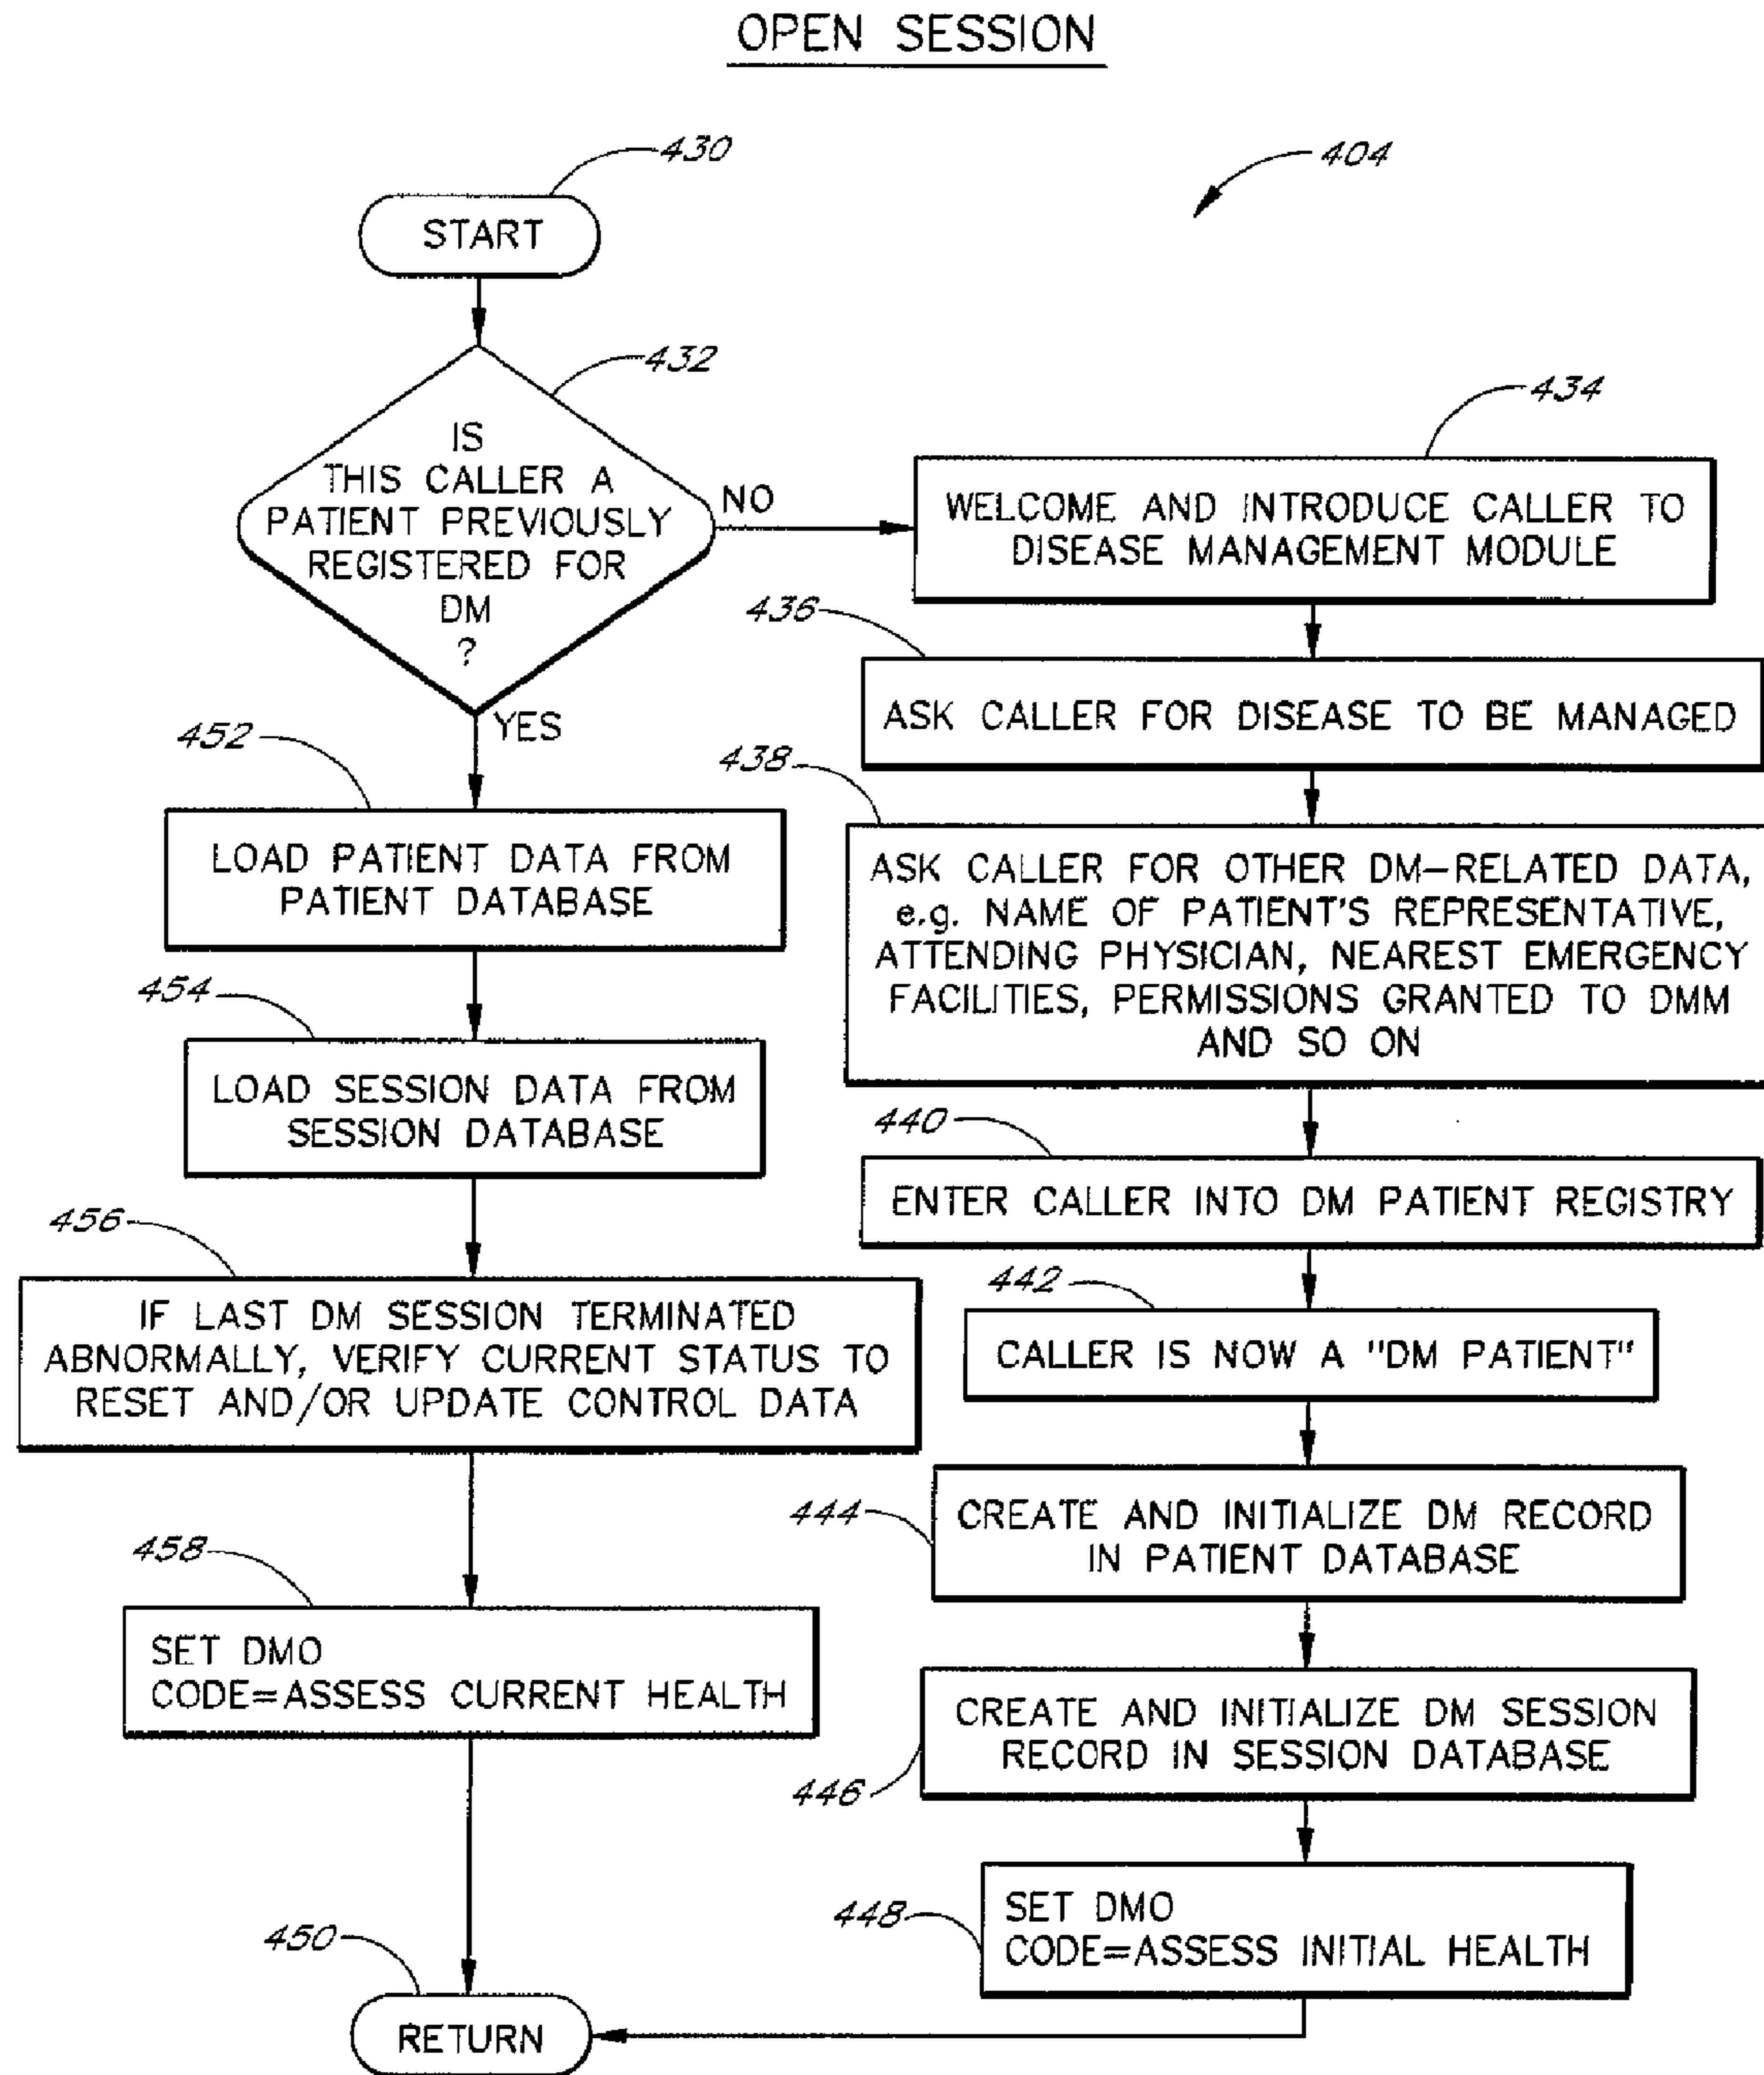 OPEN SESSION
430
404
START
432
IS
THIS CALLER A
PATIENT PREVIOUSLY
REGISTERED FOR
DM
?
NO
YES
434
WELCOME AND INTRODUCE CALLER TO
DISEASE MANAGEMENT MODULE
436
ASK CALLER FOR DISEASE TO BE MANAGED
438
ASK CALLER FOR OTHER DM-RELATED DATA,
e.g. NAME OF PATIENT'S REPRESENTATIVE,
ATTENDING PHYSICIAN, NEAREST EMERGENCY
FACILITIES, PERMISSIONS GRANTED TO DMM
AND SO ON
440
ENTER CALLER INTO DM PATIENT REGISTRY
442
CALLER IS NOW A "DM PATIENT"
444
CREATE AND INITIALIZE DM RECORD
IN PATIENT DATABASE
446
CREATE AND INITIALIZE DM SESSION
RECORD IN SESSION DATABASE
448
SET DMO
CODE=ASSESS INITIAL HEALTH
452
LOAD PATIENT DATA FROM
PATIENT DATABASE
454
LOAD SESSION DATA FROM
SESSION DATABASE
456
IF LAST DM SESSION TERMINATED
ABNORMALLY, VERIFY CURRENT STATUS TO
RESET AND/OR UPDATE CONTROL DATA
458
SET DMO
CODE=ASSESS CURRENT HEALTH
450
RETURN